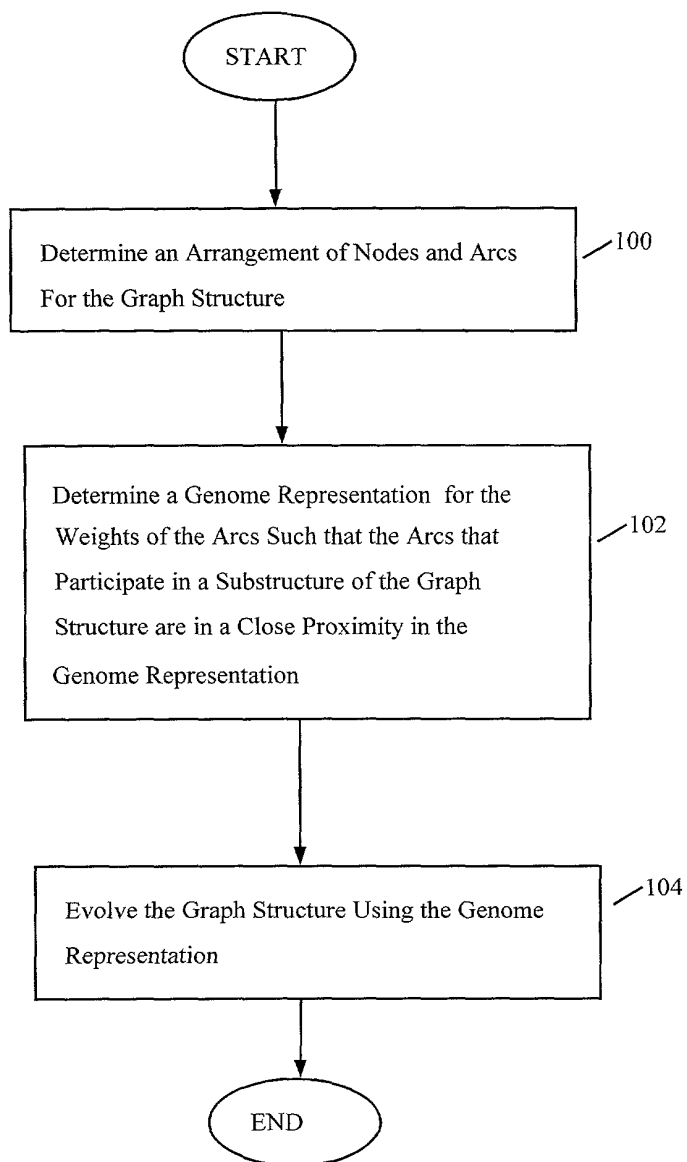 START
Determine an Arrangement of Nodes and Arcs
For the Graph Structure
100
Determine a Genome Representation for the
Weights of the Arcs Such that the Arcs that
Participate in a Substructure of the Graph
Structure are in a Close Proximity in the
Genome Representation
102
Evolve the Graph Structure Using the Genome
Representation
104
END